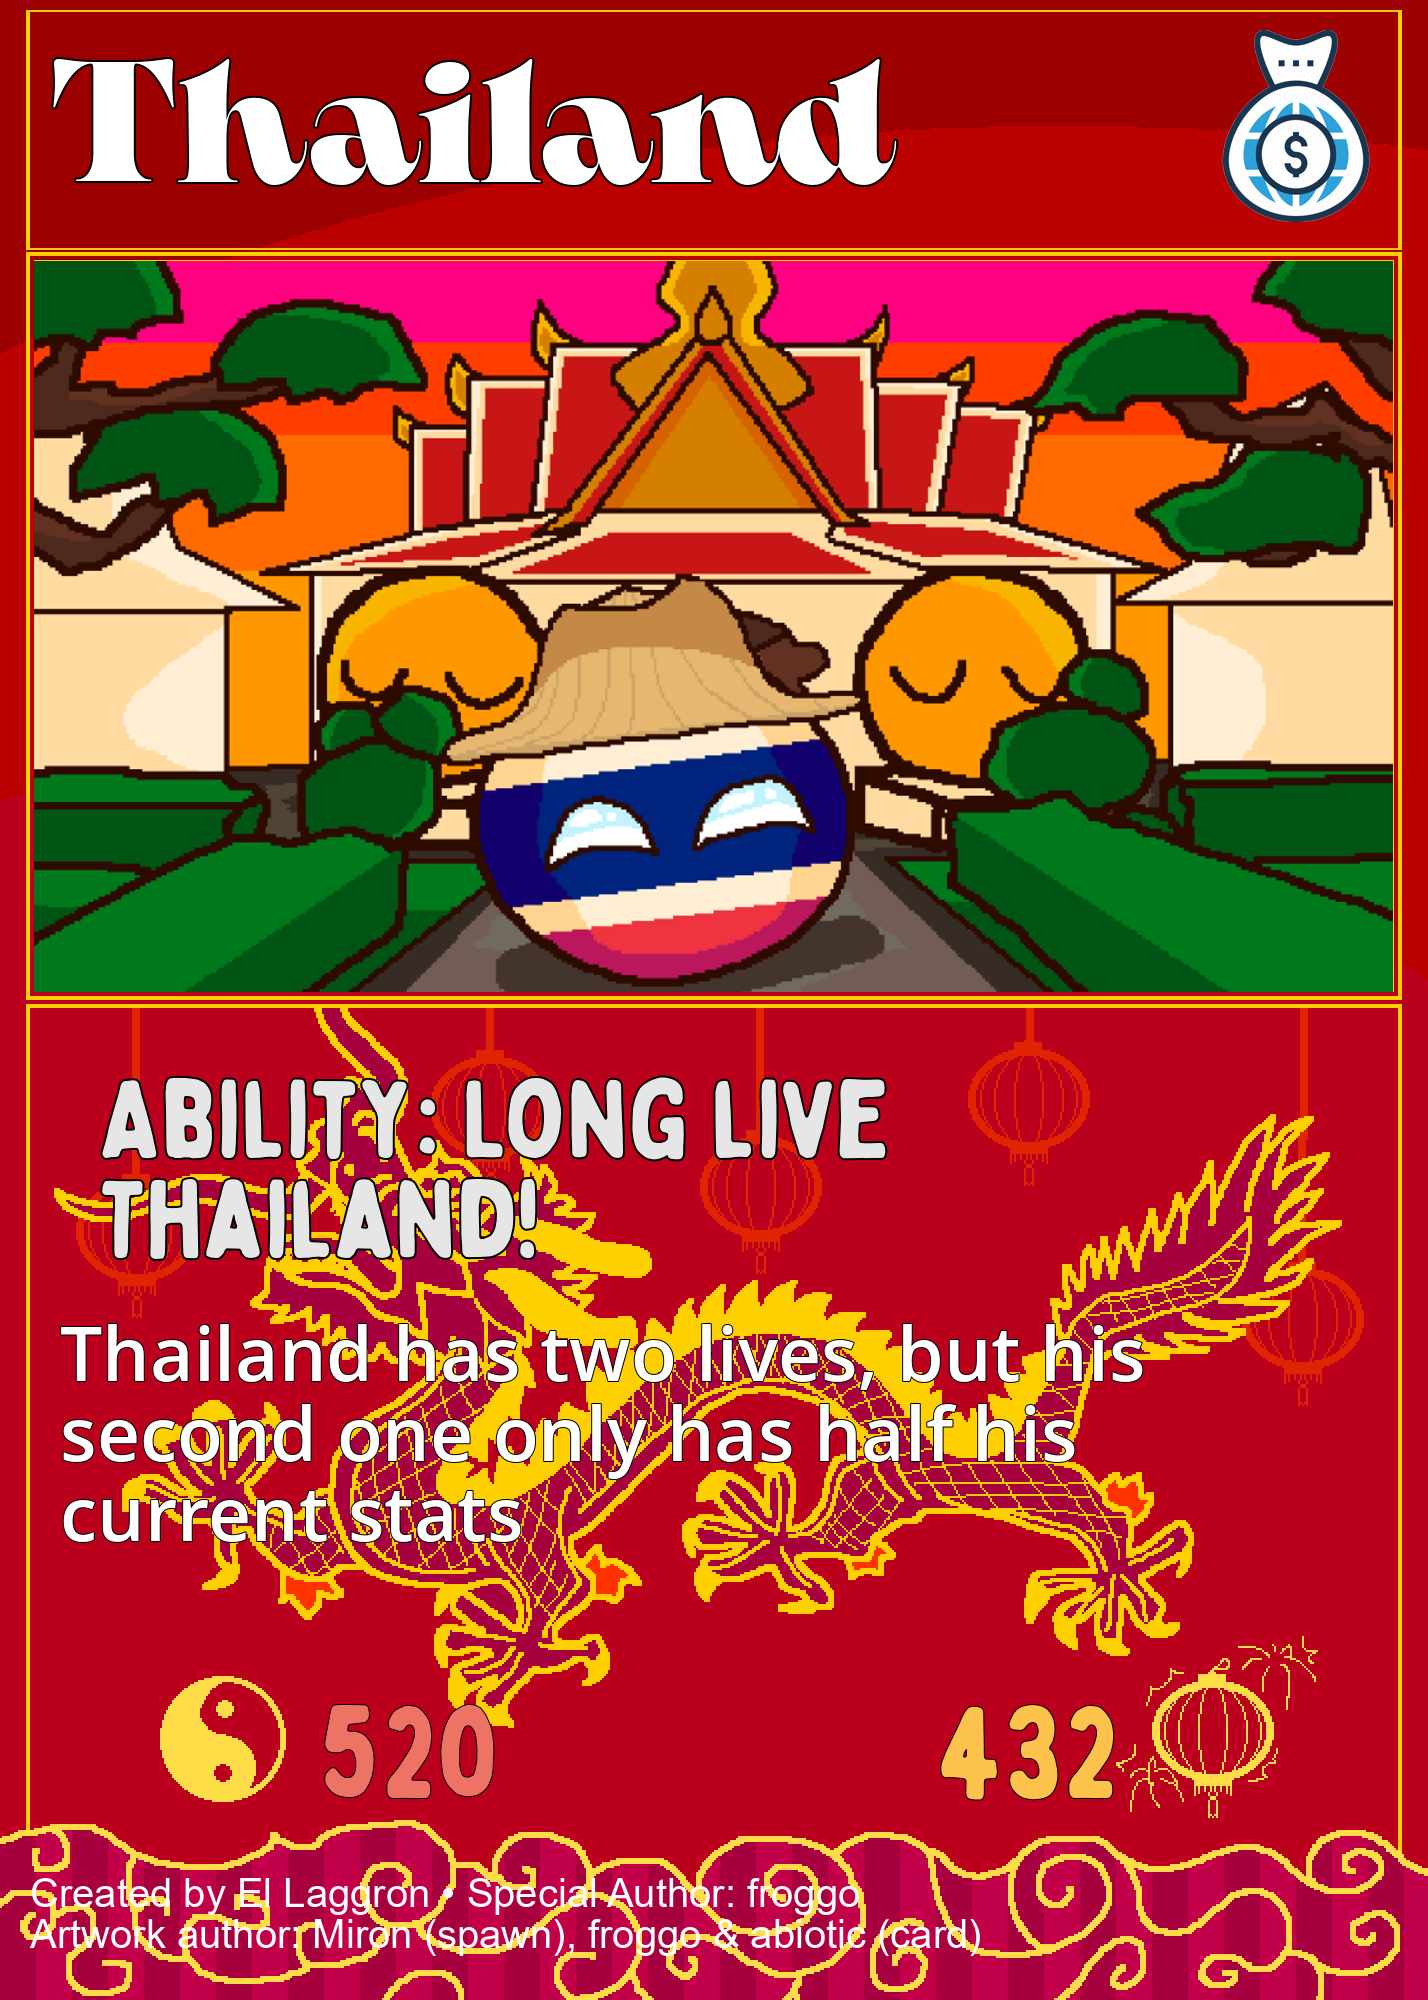 Thailand
$
ABILITY: LONG LIVE
THAILAND!
Thailand has two lives, but his
second one only has half his
current stats
520
432
Created by El Laggron • Special Author: froggo
Artwork author: Miron (spawn), froggo & abiotic (card)